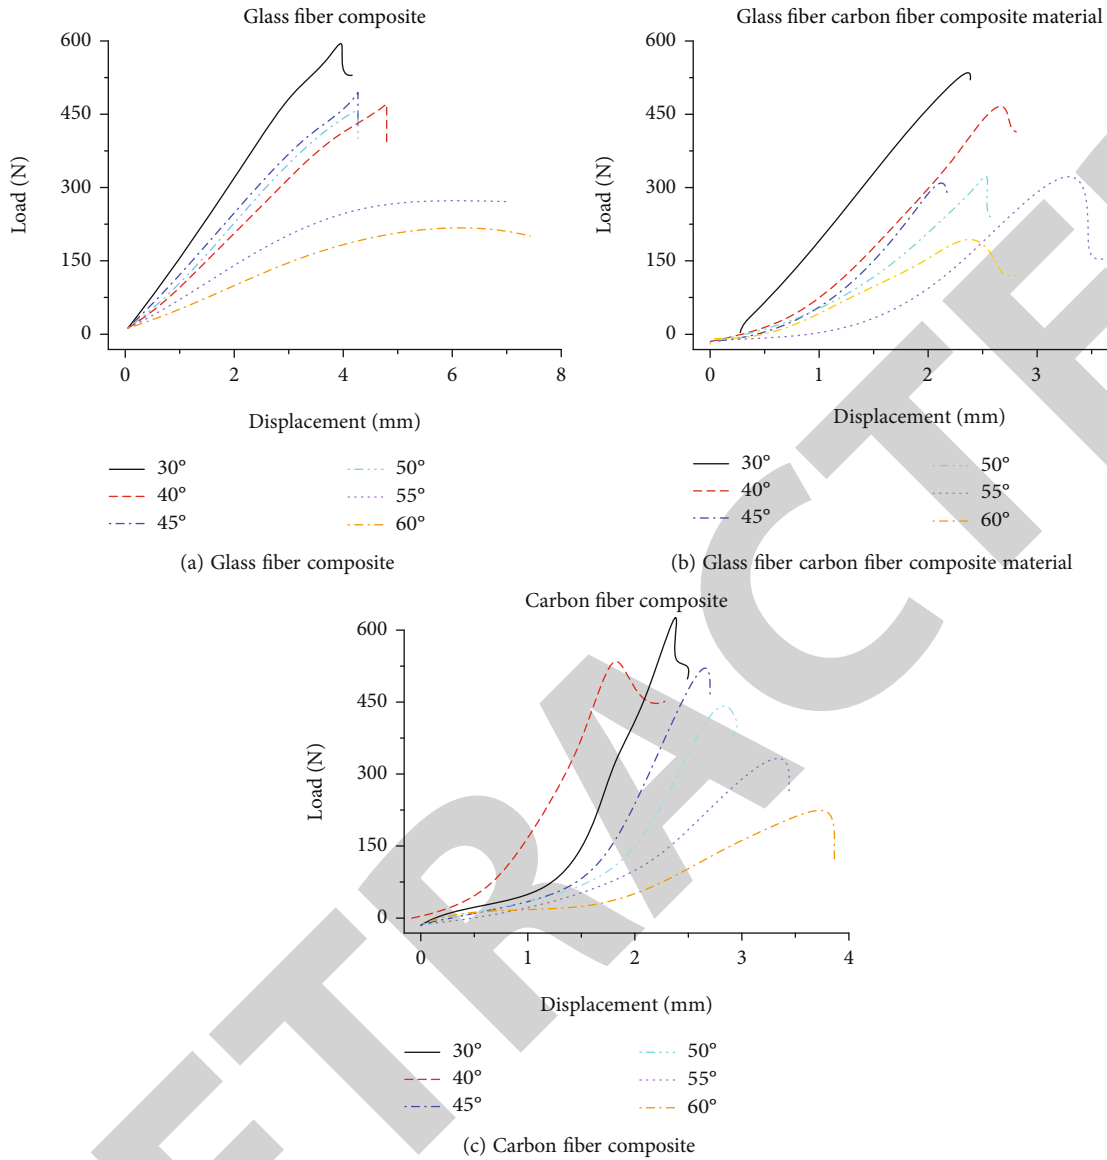 Glass fiber composite
600
450
300
150
0
Load (N)
0 2 4 6 8
Displacement (mm)
30° 50°
40° 55°
45° 60°
(a) Glass fiber composite
Glass fiber carbon fiber composite material
600
450
300
150
0
Load (N)
0 1 2 3
Displacement (mm)
30° 50°
40° 55°
45° 60°
(b) Glass fiber carbon fiber composite material
Carbon fiber composite
600
450
300
150
0
Load (N)
0 1 2 3 4
Displacement (mm)
30° 50°
40° 55°
45° 60°
(c) Carbon fiber composite
ETRACTE